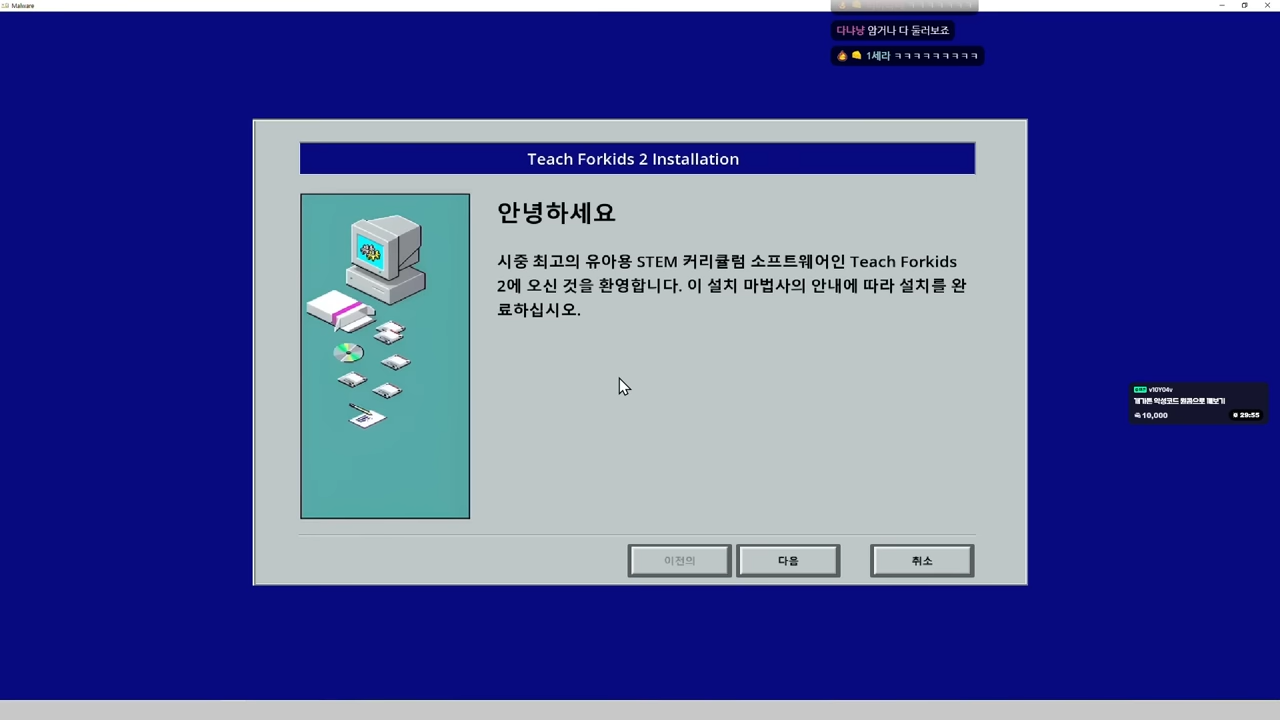 Malware
다냐냥 암거나 다 둘러보죠
1세라 ㅋㅋㅋㅋㅋㅋㅋㅋㅋ
Teach Forkids 2 Installation
안녕하세요
시중 최고의 유아용 STEM 커리큘럼 소프트웨어인 Teach Forkids
2에 오신 것을 환영합니다. 이 설치 마법사의 안내에 따라 설치를 완
료하십시오.
v10Y04v
10,000
29:55
이전의
다음
취소